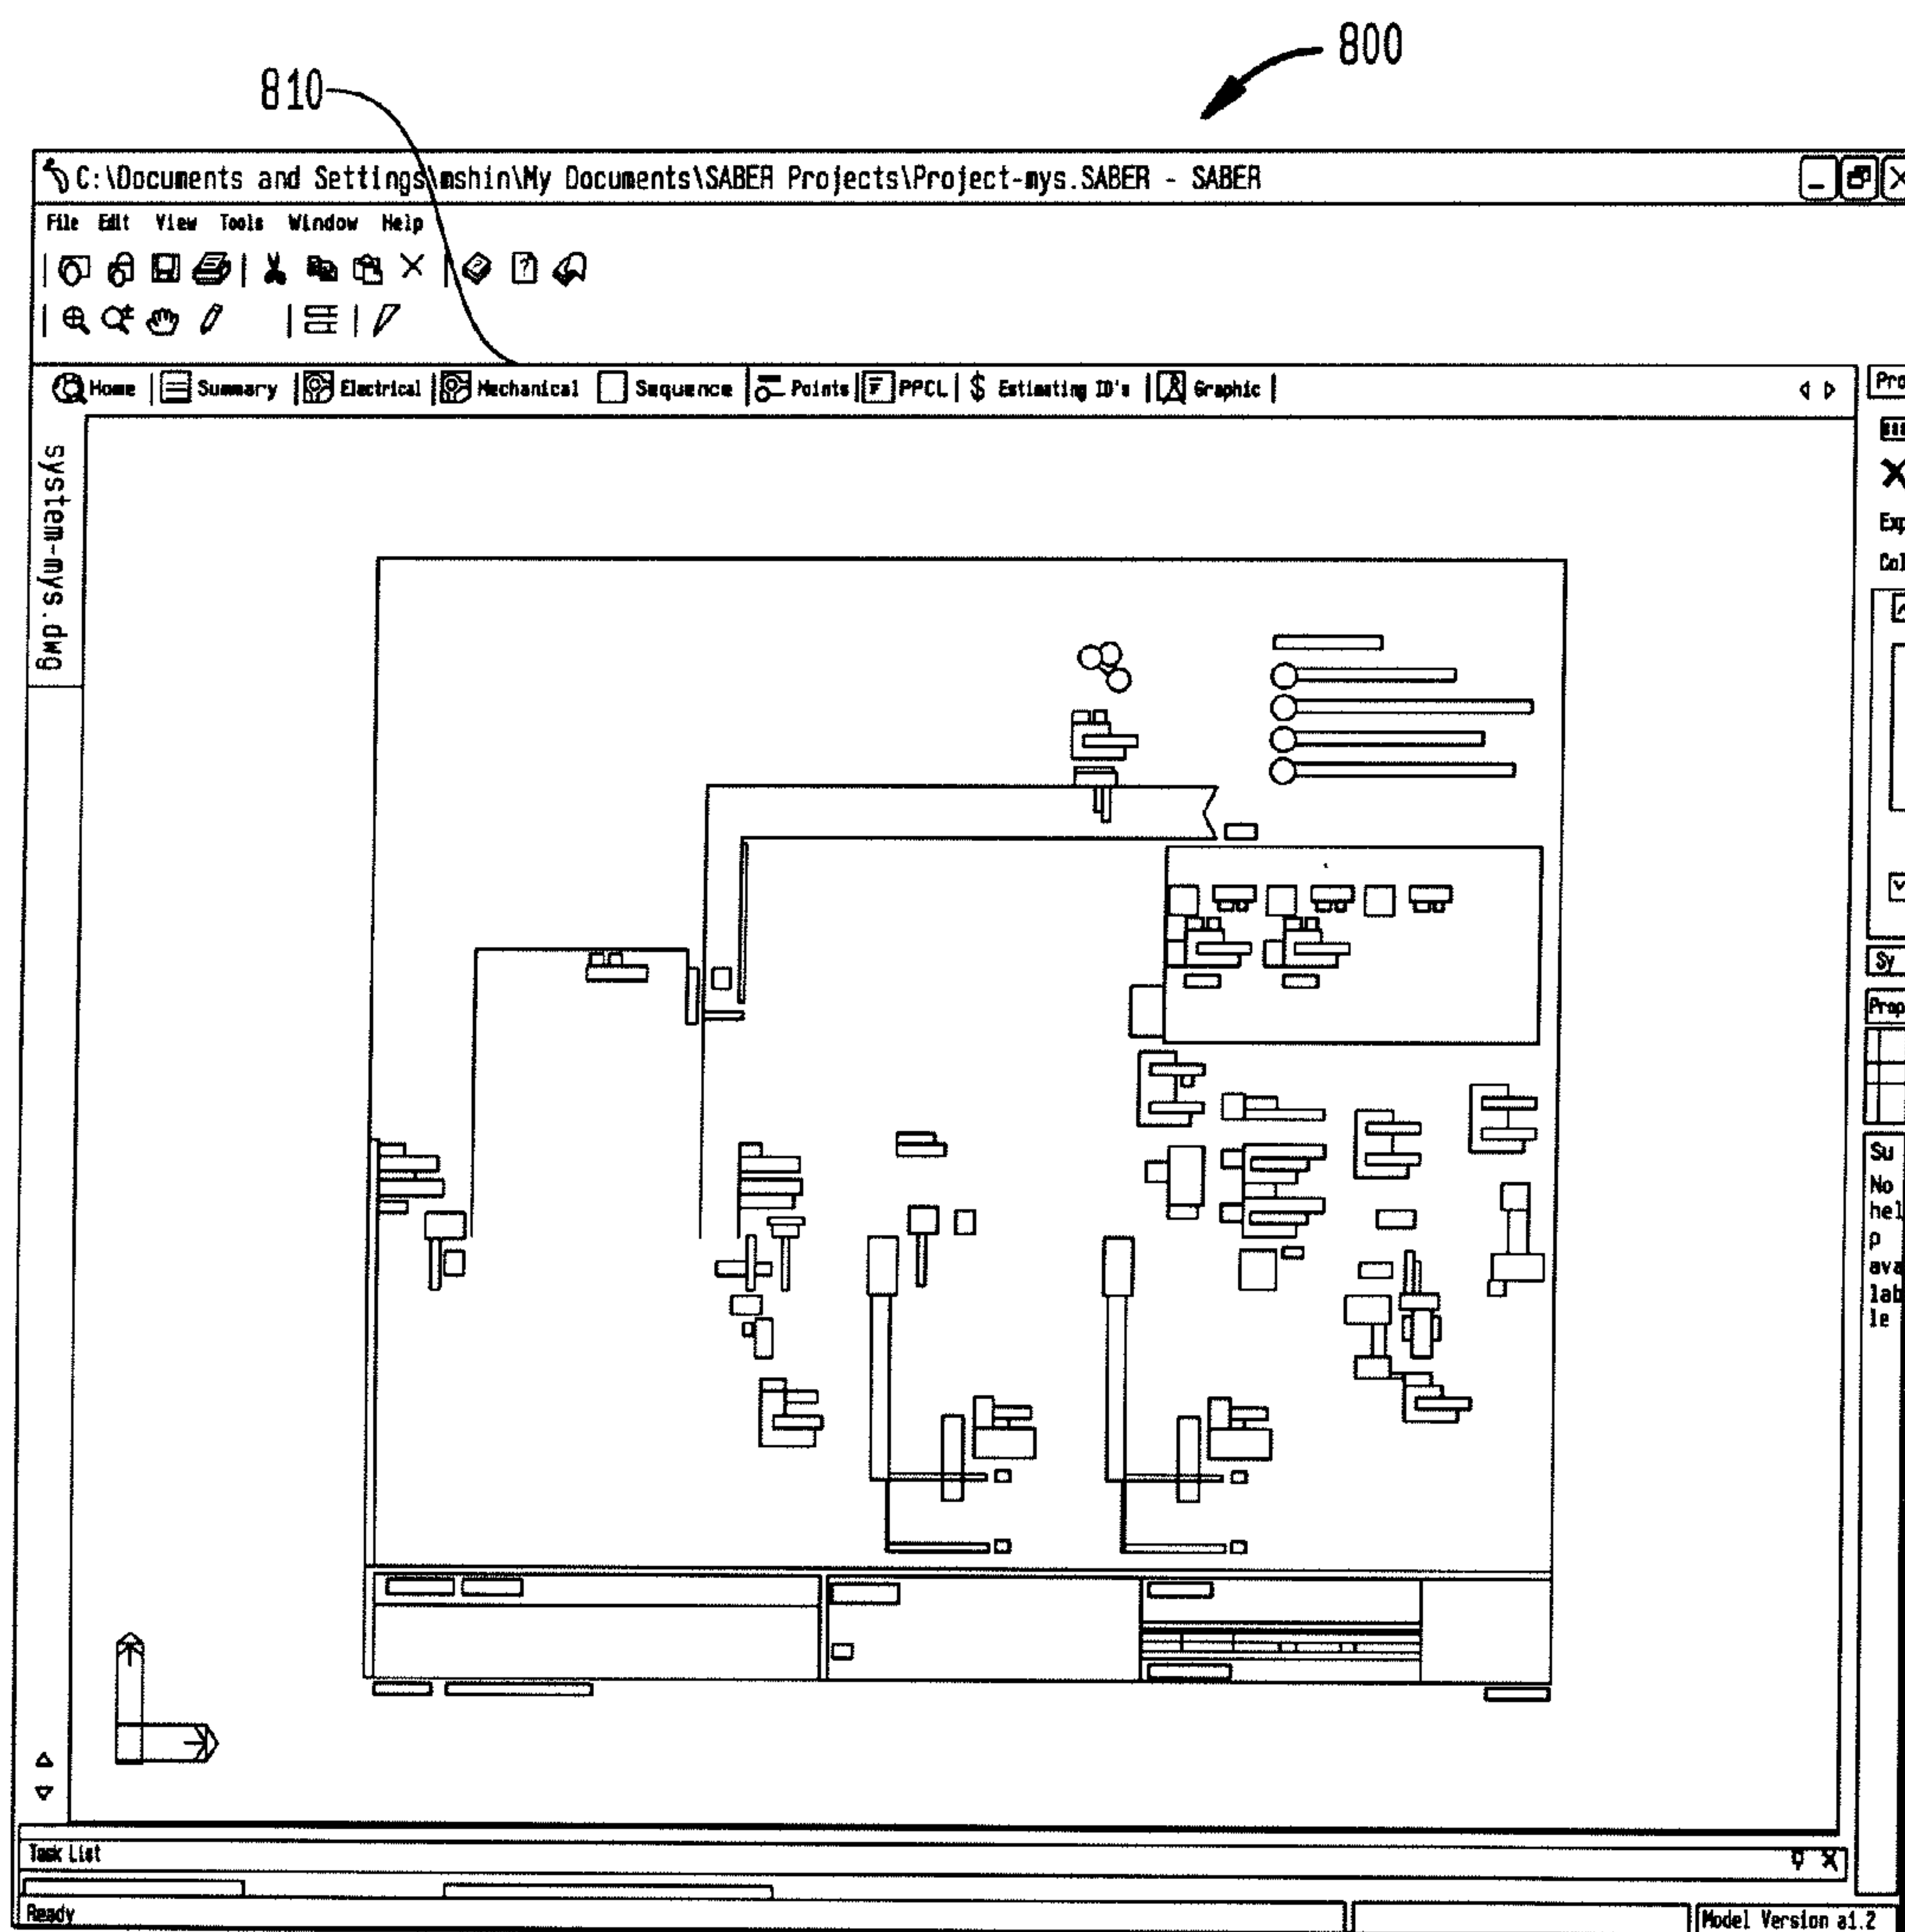 800
810
C:\Documents and Settings\mshin\My Documents\SABER Projects\Project-mys.SABER - SABER
File Edit View Tools Window Help
Home Summary Electrical Mechanical Sequence Points PPCL $ Estimating ID's Graphic
system-mys.dwg
Pro
Exp
Col
Sy
Prop
Su
No
hel
p
ava
lab
le
Task List
Ready
Model Version a1.2